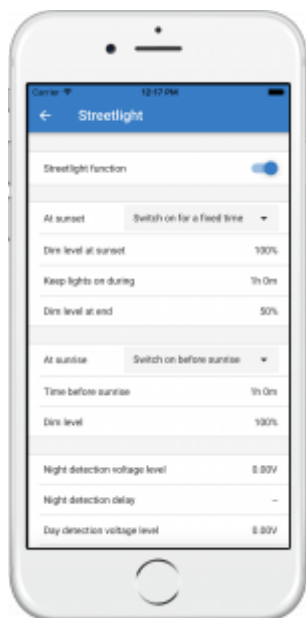 Carrier 12:17 PM
← Streetlight
Streetlight function
At sunset Switch on for a fixed time
Dim level at sunset 100%
Keep lights on during 1h 0m
Dim level at end 50%
At sunrise Switch on before sunrise
Time before sunrise 1h 0m
Dim level 100%
Night detection voltage level 0.00V
Night detection delay –
Day detection voltage level 0.00V